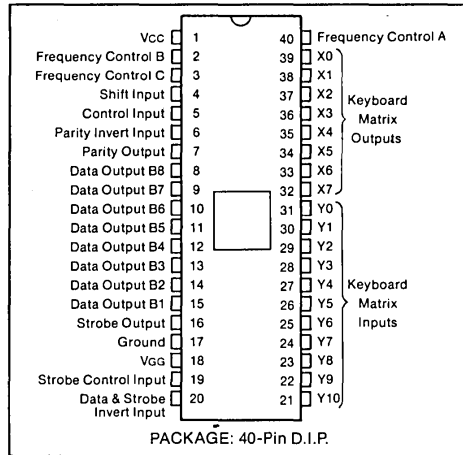 Vcc 1 40 Frequency Control A
Frequency Control B 2 39 X0
Frequency Control C 3 38 X1
Shift Input 4 37 X2
Control Input 5 36 X3
Parity Invert Input 6 35 X4
Parity Output 7 34 X5
Data Output B8 8 33 X6
Data Output B7 9 32 X7
Keyboard
Matrix
Outputs
Data Output B6 10 31 Y0
Data Output B5 11 30 Y1
Data Output B4 12 29 Y2
Data Output B3 13 28 Y3
Data Output B2 14 27 Y4
Data Output B1 15 26 Y5
Strobe Output 16 25 Y6
Ground 17 24 Y7
VGG 18 23 Y8
Strobe Control Input 19 22 Y9
Data & Strobe 20 21 Y10
Invert Input
Keyboard
Matrix
Inputs
PACKAGE: 40-Pin D.I.P.